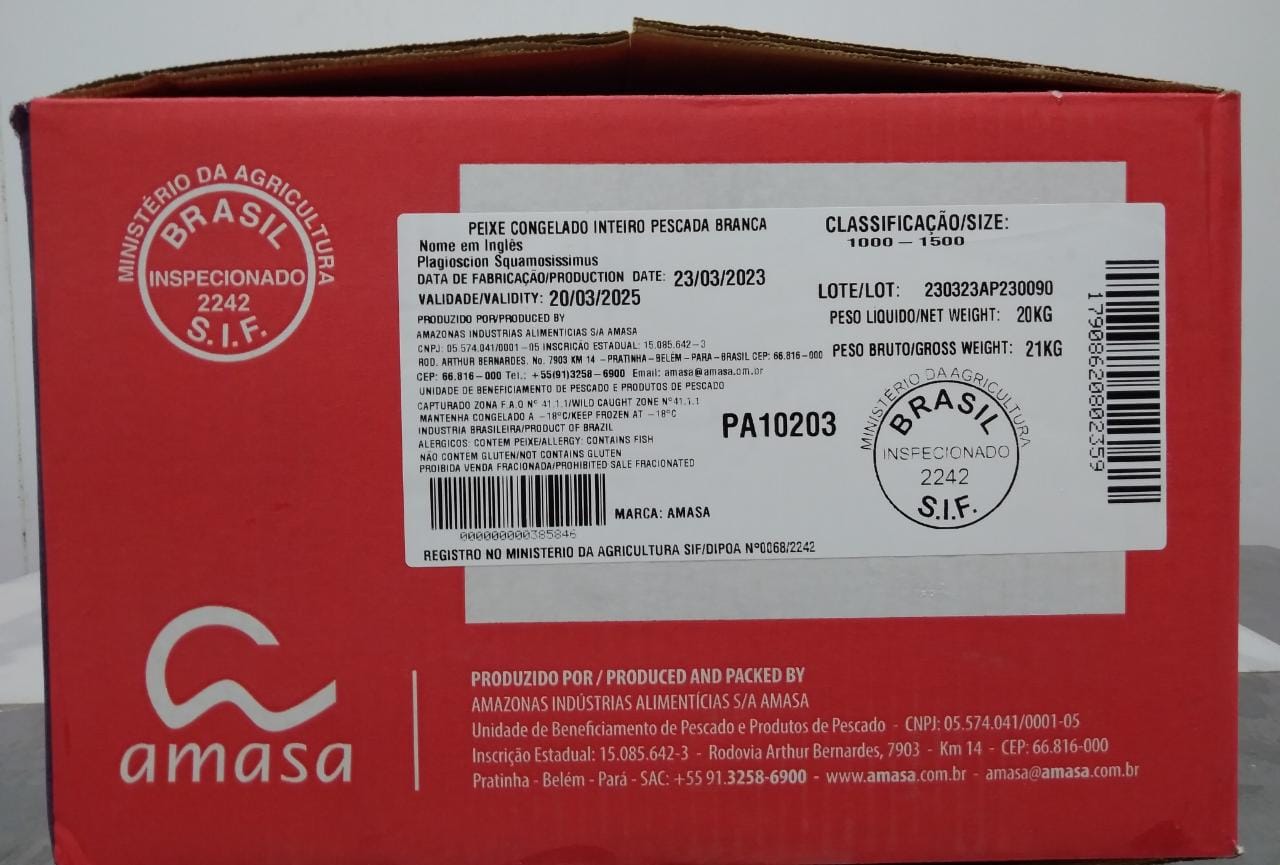 MINISTÉRIO DA AGRICULTURA
BRASIL
INSPECIONADO
2242
S.I.F.
PEIXE CONGELADO INTEIRO PESCADA BRANCA
Nome em Inglês
Plagioscion Squamosissimus
DATA DE FABRICAÇÃO/PRODUCTION DATE: 23/03/2023
VALIDADE/VALIDITY: 20/03/2025
PRODUZIDO POR/PRODUCED BY
AMAZONAS INDUSTRIAS ALIMENTICIAS S/A AMASA
CNPJ: 05.574.041/0001-05 INSCRIÇÃO ESTADUAL: 15.085.642-3
ROD. ARTHUR BERNARDES. No. 7903 KM 14 -PRATINHA-BELÉM-PARA-BRASIL CEP: 66.816-000
CEP: 66.816-000 Tel.: +55(91)3258-6900 Email: amasa@amasa.om.br
UNIDADE DE BENEFICIAMENTO DE PESCADO E PRODUTOS DE PESCADO
CAPTURADO ZONA F.A.O N° 41.1.1/WILD CAUGHT ZONE N°41.1.1
MANTENHA CONGELADO A -18°C/KEEP FROZEN AT -18°C
INDUSTRIA BRASILEIRA/PRODUCT OF BRAZIL
ALERGICOS: CONTEM PEIXE/ALLERGY: CONTAINS FISH
NÃO CONTEM GLUTEN/NOT CONTAINS GLUTEN
PROIBIDA VENDA FRACIONADA/PROHIBITED SALE FRACIONATED
000000000385846
MARCA: AMASA
REGISTRO NO MINISTERIO DA AGRICULTURA SIF/DIPOA N°0068/2242
CLASSIFICAÇÃO/SIZE:
1000 - 1500
LOTE/LOT: 230323AP230090
PESO LÍQUIDO/NET WEIGHT: 20KG
PESO BRUTO/GROSS WEIGHT: 21KG
PA10203
MINISTÉRIO DA AGRICULTURA
BRASIL
INSPECIONADO
2242
S.I.F.
17908620802359
amasa
PRODUZIDO POR / PRODUCED AND PACKED BY
AMAZONAS INDÚSTRIAS ALIMENTÍCIAS S/A AMASA
Unidade de Beneficiamento de Pescado e Produtos de Pescado - CNPJ: 05.574.041/0001-05
Inscrição Estadual: 15.085.642-3 - Rodovia Arthur Bernardes, 7903 - Km 14 - CEP: 66.816-000
Pratinha - Belém - Pará - SAC: +55 91.3258-6900 - www.amasa.com.br - amasa@amasa.com.br